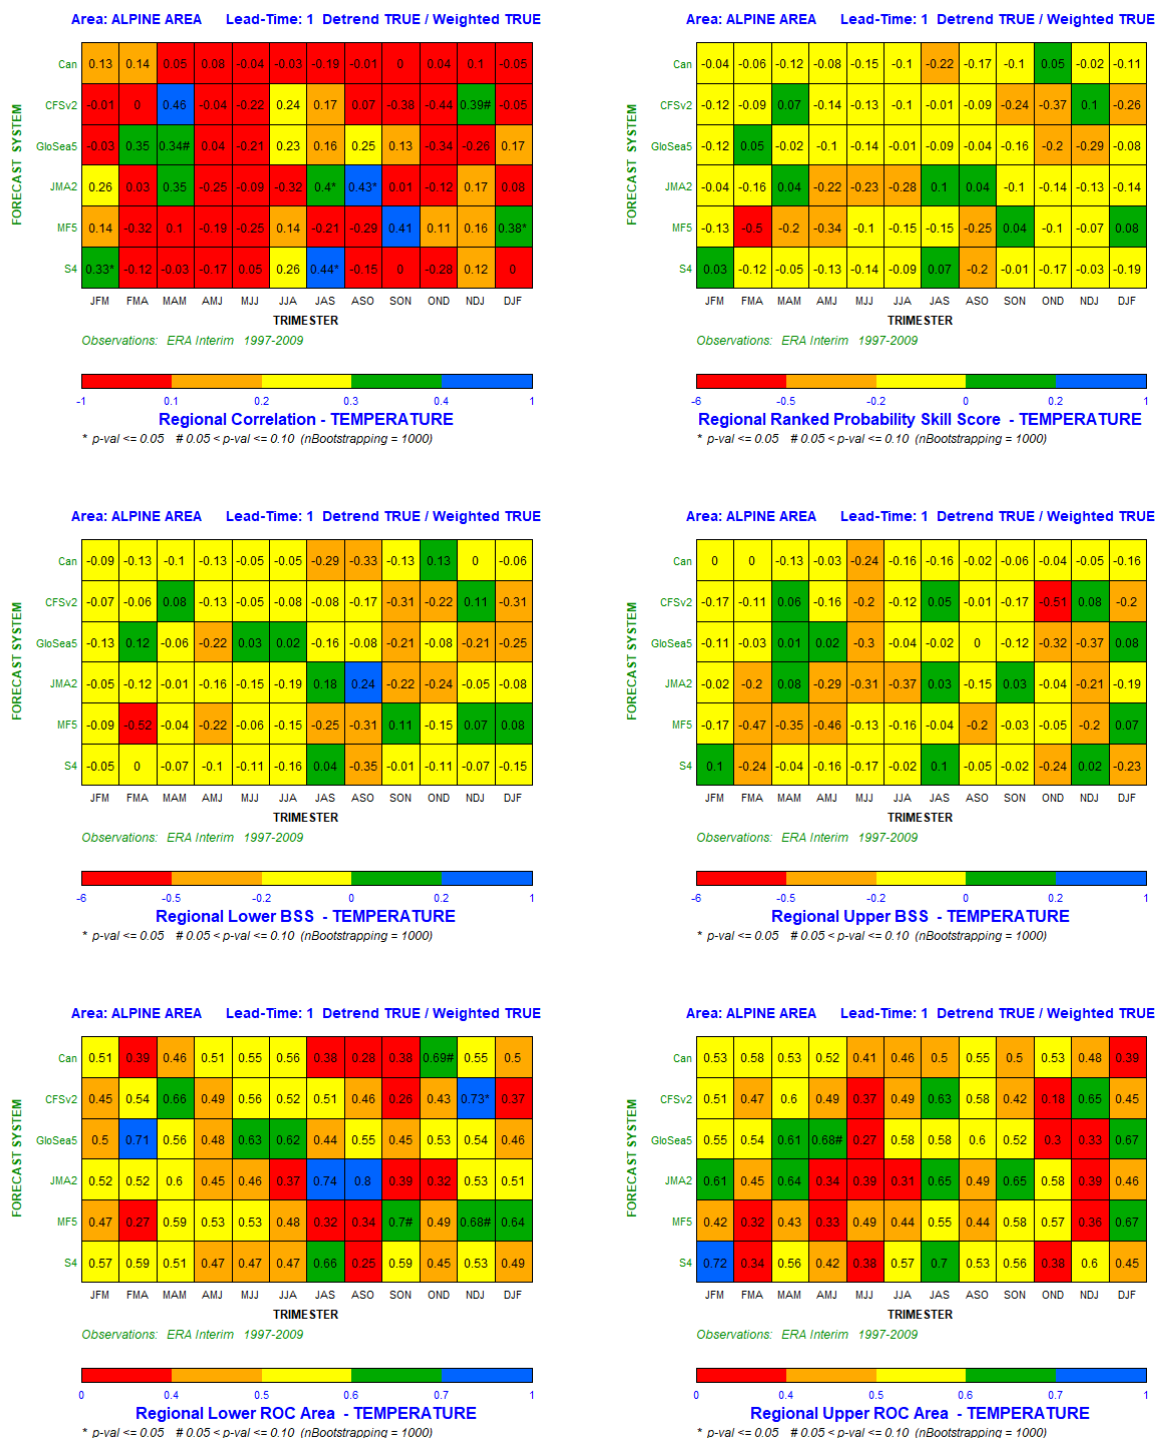 Area: ALPINE AREA Lead-Time: 1 Detrend TRUE / Weighted TRUE
FORECAST SYSTEM
Can 0.13 0.14 0.05 0.08 -0.04 -0.03 -0.19 -0.01 0 0.04 0.1 -0.05
CFSv2 -0.01 0 0.46 -0.04 -0.22 0.24 0.17 0.07 -0.38 -0.44 0.39# -0.05
GloSea5 -0.03 0.35 0.34# 0.04 -0.21 0.23 0.16 0.25 0.13 -0.34 -0.26 0.17
JMA2 0.26 0.03 0.35 -0.25 -0.09 -0.32 0.4* 0.43* 0.01 -0.12 0.17 0.08
MF5 0.14 -0.32 0.1 -0.19 -0.25 0.14 -0.21 -0.29 0.41 0.11 0.16 0.38*
S4 0.33* -0.12 -0.03 -0.17 0.05 0.26 0.44* -0.15 0 -0.28 0.12 0
JFM FMA MAM AMJ MJJ JJA JAS ASO SON OND NDJ DJF
TRIMESTER
Observations: ERA Interim 1997-2009
-1 0.1 0.2 0.3 0.4 1
Regional Correlation - TEMPERATURE
* p-val <= 0.05 # 0.05 < p-val <= 0.10 (nBootstrapping = 1000)
Area: ALPINE AREA Lead-Time: 1 Detrend TRUE / Weighted TRUE
FORECAST SYSTEM
Can -0.04 -0.06 -0.12 -0.08 -0.15 -0.1 -0.22 -0.17 -0.1 0.05 -0.02 -0.11
CFSv2 -0.12 -0.09 0.07 -0.14 -0.13 -0.1 -0.01 -0.09 -0.24 -0.37 0.1 -0.26
GloSea5 -0.12 0.05 -0.02 -0.1 -0.14 -0.01 -0.09 -0.04 -0.16 -0.2 -0.29 -0.08
JMA2 -0.04 -0.16 0.04 -0.22 -0.23 -0.28 0.1 0.04 -0.1 -0.14 -0.13 -0.14
MF5 -0.13 -0.5 -0.2 -0.34 -0.1 -0.15 -0.15 -0.25 0.04 -0.1 -0.07 0.08
S4 0.03 -0.12 -0.05 -0.13 -0.14 -0.09 0.07 -0.2 -0.01 -0.17 -0.03 -0.19
JFM FMA MAM AMJ MJJ JJA JAS ASO SON OND NDJ DJF
TRIMESTER
Observations: ERA Interim 1997-2009
-6 -0.5 -0.2 0 0.2 1
Regional Ranked Probability Skill Score - TEMPERATURE
* p-val <= 0.05 # 0.05 < p-val <= 0.10 (nBootstrapping = 1000)
Area: ALPINE AREA Lead-Time: 1 Detrend TRUE / Weighted TRUE
FORECAST SYSTEM
Can -0.09 -0.13 -0.1 -0.13 -0.05 -0.05 -0.29 -0.33 -0.13 0.13 0 -0.06
CFSv2 -0.07 -0.06 0.08 -0.13 -0.05 -0.08 -0.08 -0.17 -0.31 -0.22 0.11 -0.31
GloSea5 -0.13 0.12 -0.06 -0.22 0.03 0.02 -0.16 -0.08 -0.21 -0.08 -0.21 -0.25
JMA2 -0.05 -0.12 -0.01 -0.16 -0.15 -0.19 0.18 0.24 -0.22 -0.24 -0.05 -0.08
MF5 -0.09 -0.52 -0.04 -0.22 -0.06 -0.15 -0.25 -0.31 0.11 -0.15 0.07 0.08
S4 -0.05 0 -0.07 -0.1 -0.11 -0.16 0.04 -0.35 -0.01 -0.11 -0.07 -0.15
JFM FMA MAM AMJ MJJ JJA JAS ASO SON OND NDJ DJF
TRIMESTER
Observations: ERA Interim 1997-2009
-6 -0.5 -0.2 0 0.2 1
Regional Lower BSS - TEMPERATURE
* p-val <= 0.05 # 0.05 < p-val <= 0.10 (nBootstrapping = 1000)
Area: ALPINE AREA Lead-Time: 1 Detrend TRUE / Weighted TRUE
FORECAST SYSTEM
Can 0 0 -0.13 -0.03 -0.24 -0.16 -0.16 -0.02 -0.06 -0.04 -0.05 -0.16
CFSv2 -0.17 -0.11 0.06 -0.16 -0.2 -0.12 0.05 -0.01 -0.17 -0.51 0.08 -0.2
GloSea5 -0.11 -0.03 0.01 0.02 -0.3 -0.04 -0.02 0 -0.12 -0.32 -0.37 0.08
JMA2 -0.02 -0.2 0.08 -0.29 -0.31 -0.37 0.03 -0.15 0.03 -0.04 -0.21 -0.19
MF5 -0.17 -0.47 -0.35 -0.46 -0.13 -0.16 -0.04 -0.2 -0.03 -0.05 -0.2 0.07
S4 0.1 -0.24 -0.04 -0.16 -0.17 -0.02 0.1 -0.05 -0.02 -0.24 0.02 -0.23
JFM FMA MAM AMJ MJJ JJA JAS ASO SON OND NDJ DJF
TRIMESTER
Observations: ERA Interim 1997-2009
-6 -0.5 -0.2 0 0.2 1
Regional Upper BSS - TEMPERATURE
* p-val <= 0.05 # 0.05 < p-val <= 0.10 (nBootstrapping = 1000)
Area: ALPINE AREA Lead-Time: 1 Detrend TRUE / Weighted TRUE
FORECAST SYSTEM
Can 0.51 0.39 0.46 0.51 0.55 0.56 0.38 0.28 0.38 0.69# 0.55 0.5
CFSv2 0.45 0.54 0.66 0.49 0.56 0.52 0.51 0.46 0.26 0.43 0.73* 0.37
GloSea5 0.5 0.71 0.56 0.48 0.63 0.62 0.44 0.55 0.45 0.53 0.54 0.46
JMA2 0.52 0.52 0.6 0.45 0.46 0.37 0.74 0.8 0.39 0.32 0.53 0.51
MF5 0.47 0.27 0.59 0.53 0.53 0.48 0.32 0.34 0.7# 0.49 0.68# 0.64
S4 0.57 0.59 0.51 0.47 0.47 0.47 0.66 0.25 0.59 0.45 0.53 0.49
JFM FMA MAM AMJ MJJ JJA JAS ASO SON OND NDJ DJF
TRIMESTER
Observations: ERA Interim 1997-2009
0 0.4 0.5 0.6 0.7 1
Regional Lower ROC Area - TEMPERATURE
* p-val <= 0.05 # 0.05 < p-val <= 0.10 (nBootstrapping = 1000)
Area: ALPINE AREA Lead-Time: 1 Detrend TRUE / Weighted TRUE
FORECAST SYSTEM
Can 0.53 0.58 0.53 0.52 0.41 0.46 0.5 0.55 0.5 0.53 0.48 0.39
CFSv2 0.51 0.47 0.6 0.49 0.37 0.49 0.63 0.58 0.42 0.18 0.65 0.45
GloSea5 0.55 0.54 0.61 0.68# 0.27 0.58 0.58 0.6 0.52 0.3 0.33 0.67
JMA2 0.61 0.45 0.64 0.34 0.39 0.31 0.65 0.49 0.65 0.58 0.39 0.46
MF5 0.42 0.32 0.43 0.33 0.49 0.44 0.55 0.44 0.58 0.57 0.36 0.67
S4 0.72 0.34 0.56 0.42 0.38 0.57 0.7 0.53 0.56 0.38 0.6 0.45
JFM FMA MAM AMJ MJJ JJA JAS ASO SON OND NDJ DJF
TRIMESTER
Observations: ERA Interim 1997-2009
0 0.4 0.5 0.6 0.7 1
Regional Upper ROC Area - TEMPERATURE
* p-val <= 0.05 # 0.05 < p-val <= 0.10 (nBootstrapping = 1000)